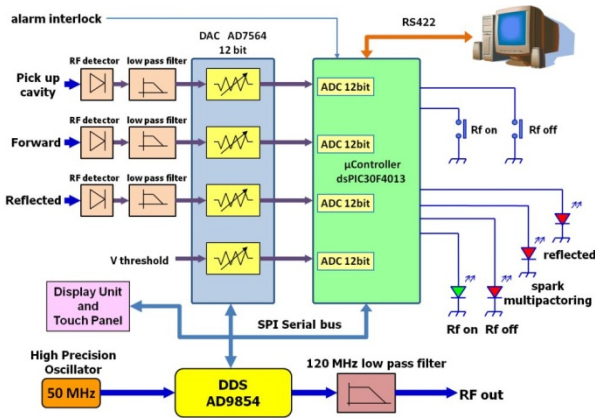 alarm interlock
DAC AD7564
12 bit
RS422
RF detector
low pass filter
Pick up
cavity
ADC 12bit
RF detector
low pass filter
Forward
ADC 12bit
Rf on
Rf off
µController
dsPIC30F4013
RF detector
low pass filter
Reflected
ADC 12bit
reflected
V threshold
ADC 12bit
spark
multipactoring
Display Unit
and
Touch Panel
SPI Serial bus
Rf on
Rf off
High Precision
Oscillator
50 MHz
DDS
AD9854
120 MHz low pass filter
RF out